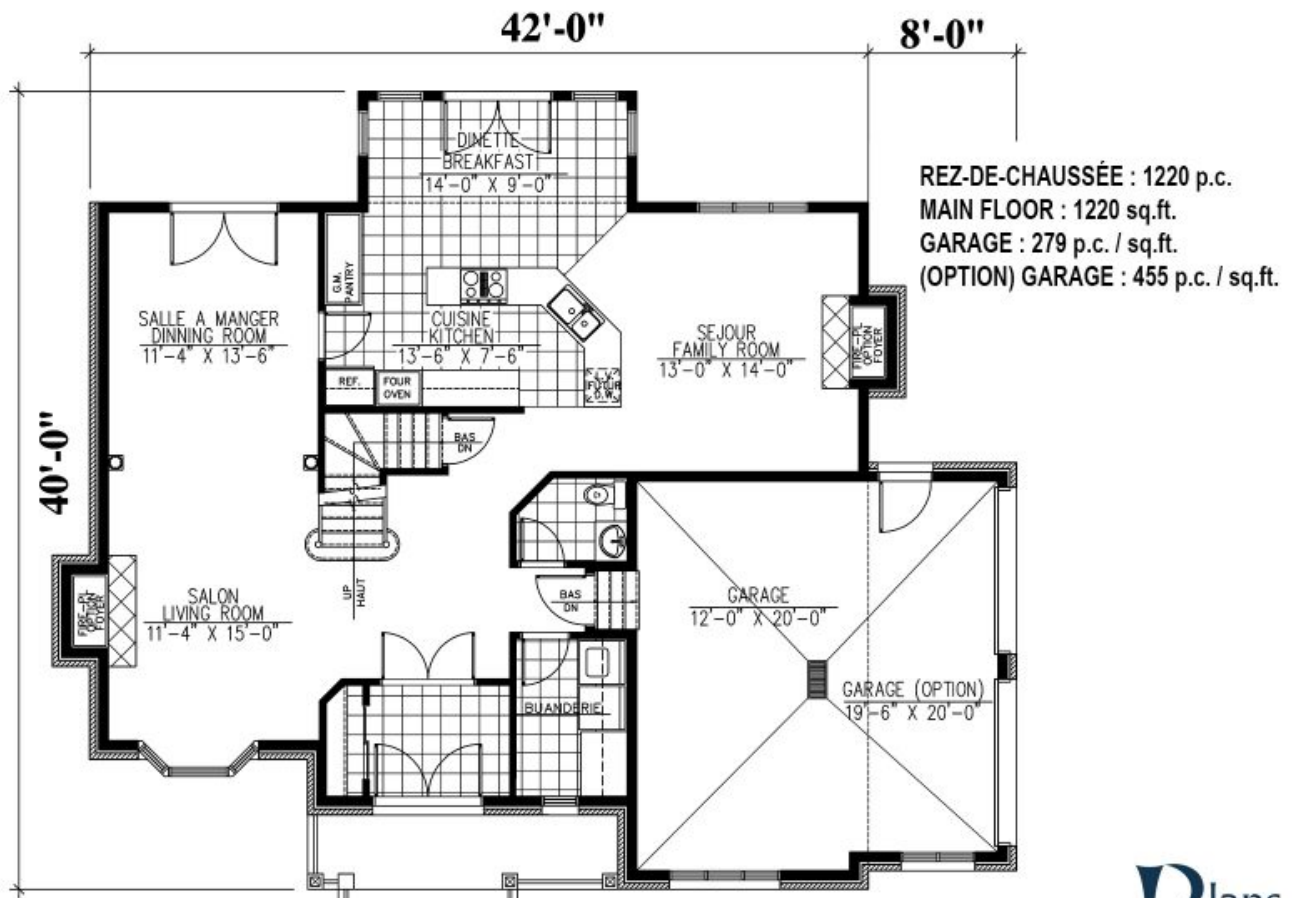 42'-0"
8'-0"
40'-0"
REZ-DE-CHAUSSÉE : 1220 p.c.
MAIN FLOOR : 1220 sq.ft.
GARAGE : 279 p.c. / sq.ft.
(OPTION) GARAGE : 455 p.c. / sq.ft.
DINETTE
BREAKFAST
14'-0" X 9'-0"
G.M.
PANTRY
SALLE A MANGER
DINNING ROOM
11'-4" X 13'-6"
CUISINE
KITCHEN
13'-6" X 7'-6"
SEJOUR
FAMILY ROOM
13'-0" X 14'-0"
FIRE-PL
OPTION
FOYER
REF.
FOUR
OVEN
L.V.
FUTUR
D.W.
BAS
DN
SALON
LIVING ROOM
11'-4" X 15'-0"
FIRE-PL
OPTION
FOYER
UP
HAUT
BAS
DN
GARAGE
12'-0" X 20'-0"
GARAGE (OPTION)
19'-6" X 20'-0"
BUANDERIE
Plans